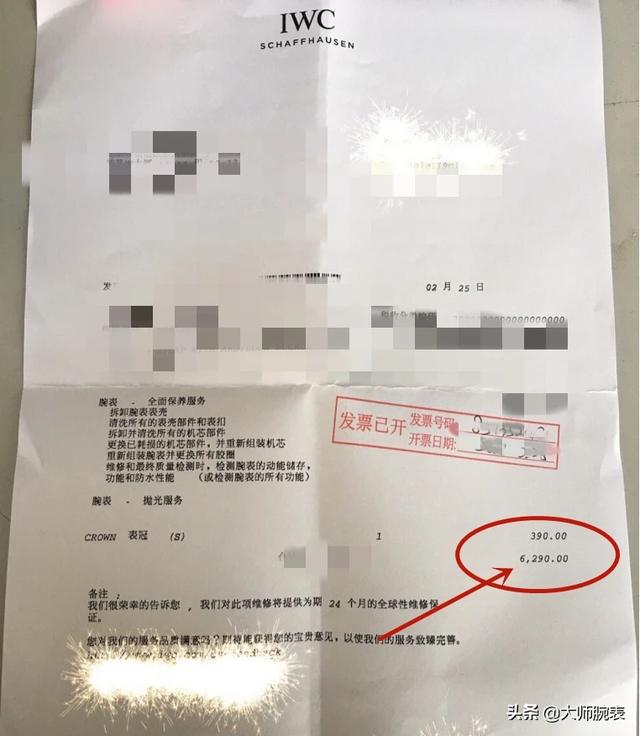 IWC
SCHAFFHAUSEN
发
02 月 25 日
腕表 - 全面保养服务
拆卸腕表表壳
清洗所有的表壳部件和表扣
拆卸并清洗所有的机芯部件
更换已耗损的机芯部件，并重新组装机芯
重新组装腕表并更换所有胶圈
维修和最终质量检测时，检测腕表的动能储存，
功能和防水性能 （或检测腕表的所有功能）
发票已开
发票号码
开票日期:
腕表 - 抛光服务
CROWN 表冠 (S) 1 390.00
6,290.00
备注：
我们很荣幸的告诉您，我们对此项维修将提供为期 24 个月的全球性维修保
证。
您对我们的服务品质满意吗？期待能获得您的宝贵意见，以使我们的服务致臻完善。
头条 @大师腕表